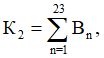 K₂ = ∑_{n=1}^{23} Bₙ,